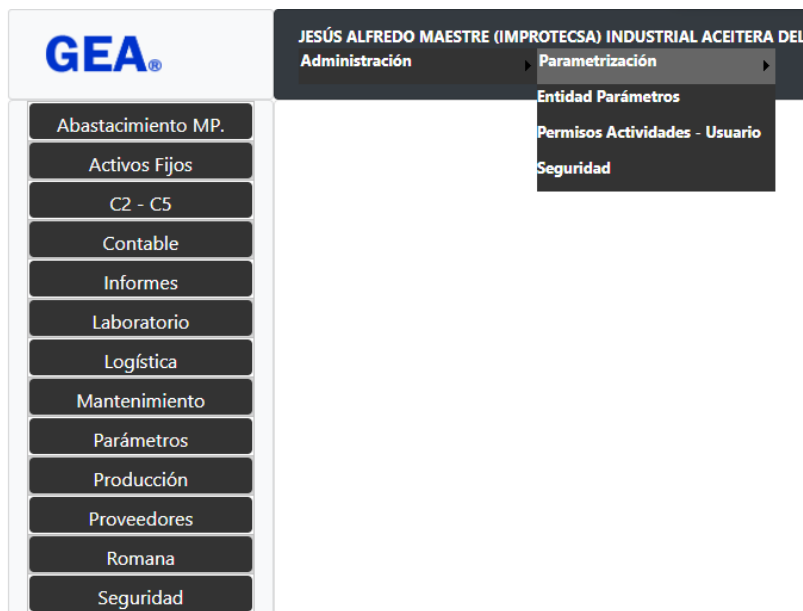 GEA®
JESÚS ALFREDO MAESTRE (IMPROTECSA) INDUSTRIAL ACEITERA DEL
Administración
Parametrización
Entidad Parámetros
Permisos Actividades - Usuario
Seguridad
Abastacimiento MP.
Activos Fijos
C2 - C5
Contable
Informes
Laboratorio
Logística
Mantenimiento
Parámetros
Producción
Proveedores
Romana
Seguridad